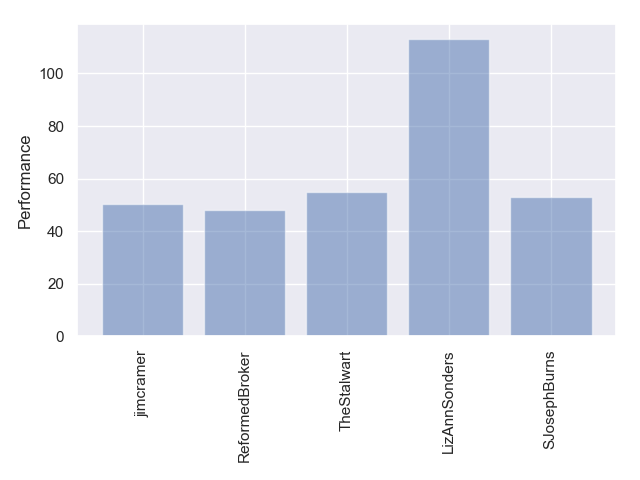 Performance
100
80
60
40
20
0
jimcramer
ReformedBroker
TheStalwart
LizAnnSonders
SJosephBurns